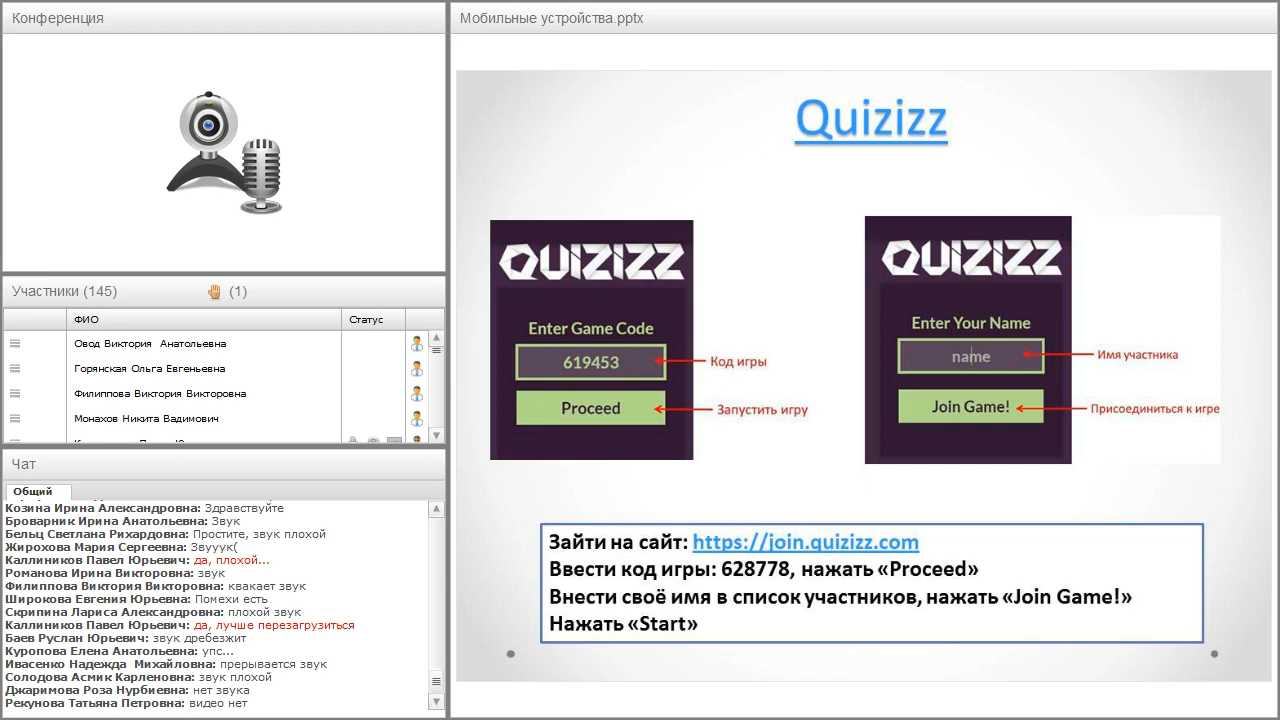 Конференция
Участники (145) (1)
ФИО Статус
Овод Виктория Анатольевна
Горянская Ольга Евгеньевна
Филиппова Виктория Викторовна
Монахов Никита Вадимович
Чат
Общий
Козина Ирина Александровна: Здравствуйте
Броварник Ирина Анатольевна: Звук
Бельц Светлана Рихардовна: Простите, звук плохой
Жирохова Мария Сергеевна: Звууук(
Каллиников Павел Юрьевич: да, плохой...
Романова Ирина Викторовна: звук
Филиппова Виктория Викторовна: квакает звук
Широкова Евгения Юрьевна: Помехи есть
Скрипина Лариса Александровна: плохой звук
Каллиников Павел Юрьевич: да, лучше перезагрузиться
Баев Руслан Юрьевич: звук дребезжит
Куропова Елена Анатольевна: упс...
Ивасенко Надежда Михайловна: прерывается звук
Солодова Асмик Карленовна: звук плохой
Джаримова Роза Нурбиевна: нет звука
Рекунова Татьяна Петровна: видео нет
Мобильные устройства.pptx
Quizizz
QUIZIZZ
Enter Game Code
619453
Код игры
Proceed
Запустить игру
QUIZIZZ
Enter Your Name
name
Имя участника
Join Game!
Присоединиться к игре
Зайти на сайт: https://join.quizizz.com
Ввести код игры: 628778, нажать «Proceed»
Внести своё имя в список участников, нажать «Join Game!»
Нажать «Start»